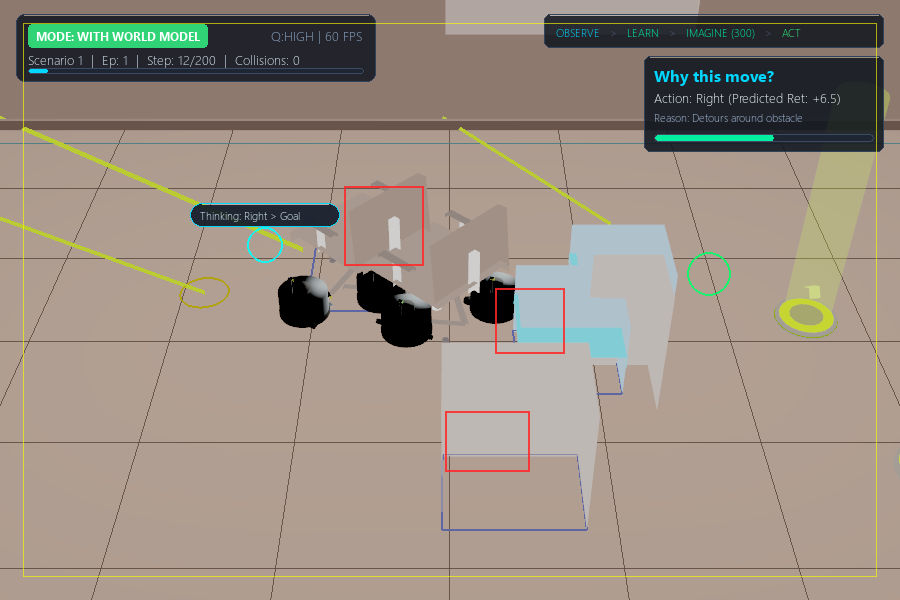 MODE: WITH WORLD MODEL
Q:HIGH | 60 FPS
Scenario 1 | Ep: 1 | Step: 12/200 | Collisions: 0
OBSERVE > LEARN > IMAGINE (300) > ACT
Why this move?
Action: Right (Predicted Ret: +6.5)
Reason: Detours around obstacle
Thinking: Right > Goal